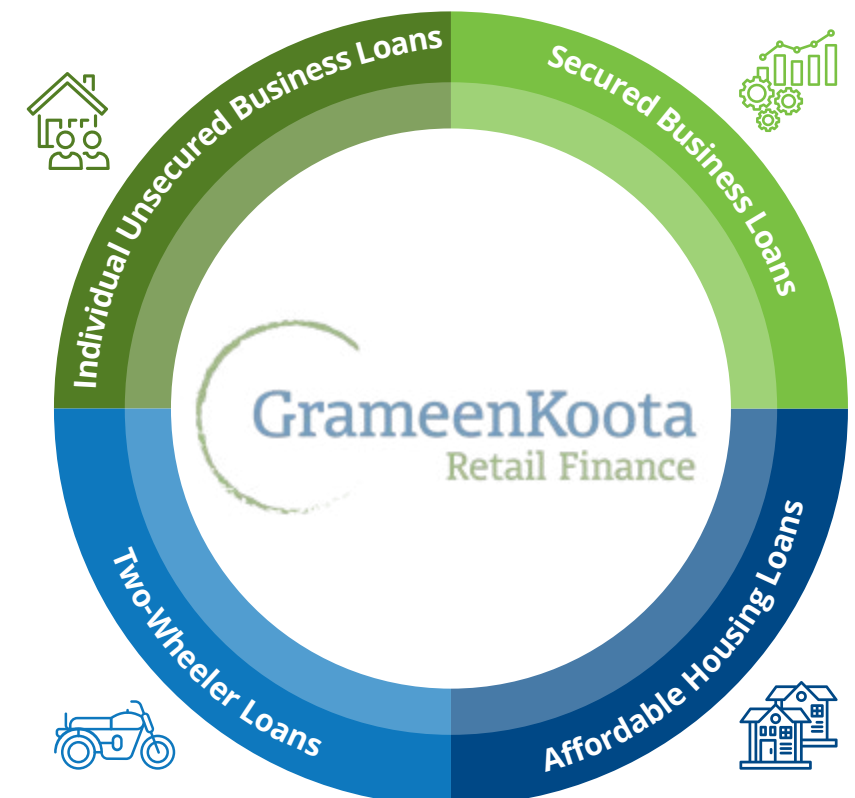 Individual Unsecured Business Loans
Secured Business Loans
GrameenKoota
Retail Finance
Two-Wheeler Loans
Affordable Housing Loans